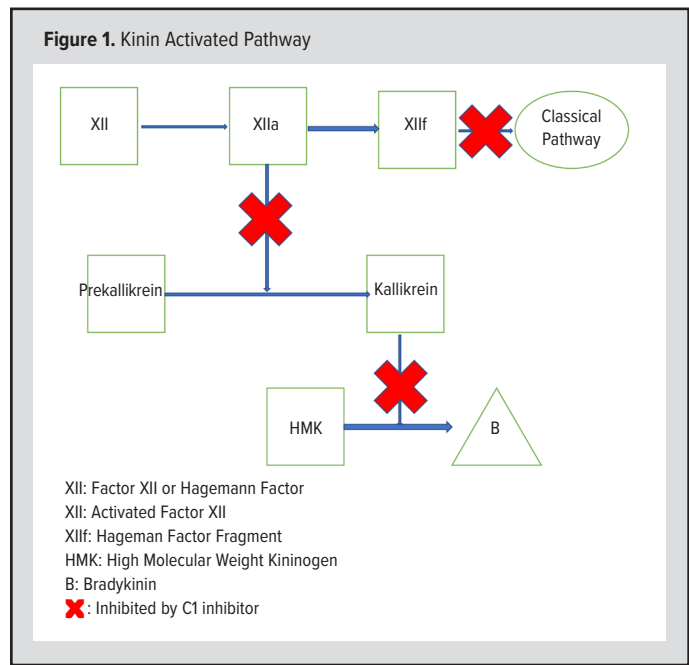 Figure 1. Kinin Activated Pathway
XII
XIIa
XIIf
Classical
Pathway
Prekallikrein
Kallikrein
HMK
B
XII: Factor XII or Hagemann Factor
XII: Activated Factor XII
XIIf: Hageman Factor Fragment
HMK: High Molecular Weight Kininogen
B: Bradykinin
: Inhibited by C1 inhibitor